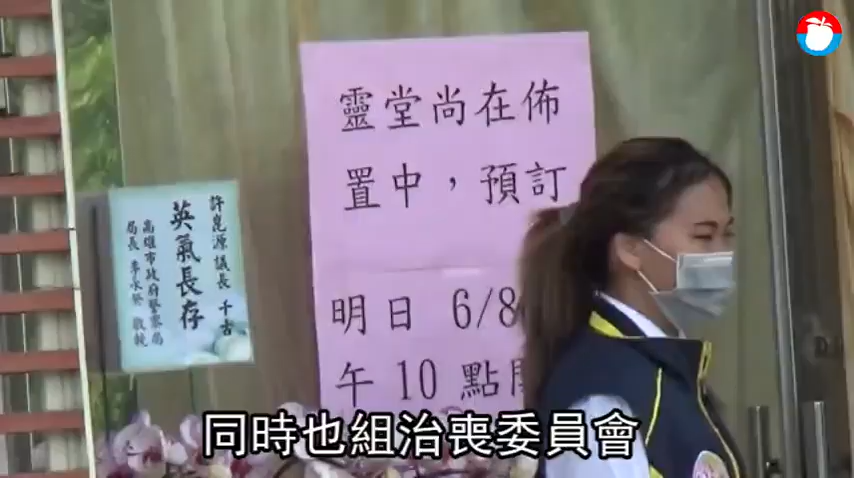 靈堂尚在佈
置中，預訂
明日 6/8
午 10 點開
許崑源議長 千古
英氣長存
高雄市政府警察局
局長 李永癸 敬輓
同時也組治喪委員會